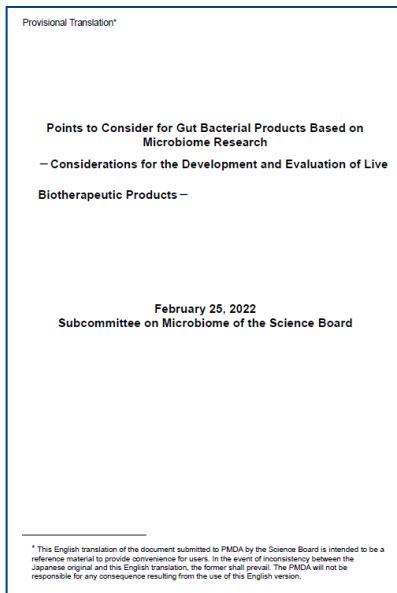 Provisional Translation*
Points to Consider for Gut Bacterial Products Based on
Microbiome Research
－Considerations for the Development and Evaluation of Live
Biotherapeutic Products－
February 25, 2022
Subcommittee on Microbiome of the Science Board
* This English translation of the document submitted to PMDA by the Science Board is intended to be a
reference material to provide convenience for users. In the event of inconsistency between the
Japanese original and this English translation, the former shall prevail. The PMDA will not be
responsible for any consequence resulting from the use of this English version.